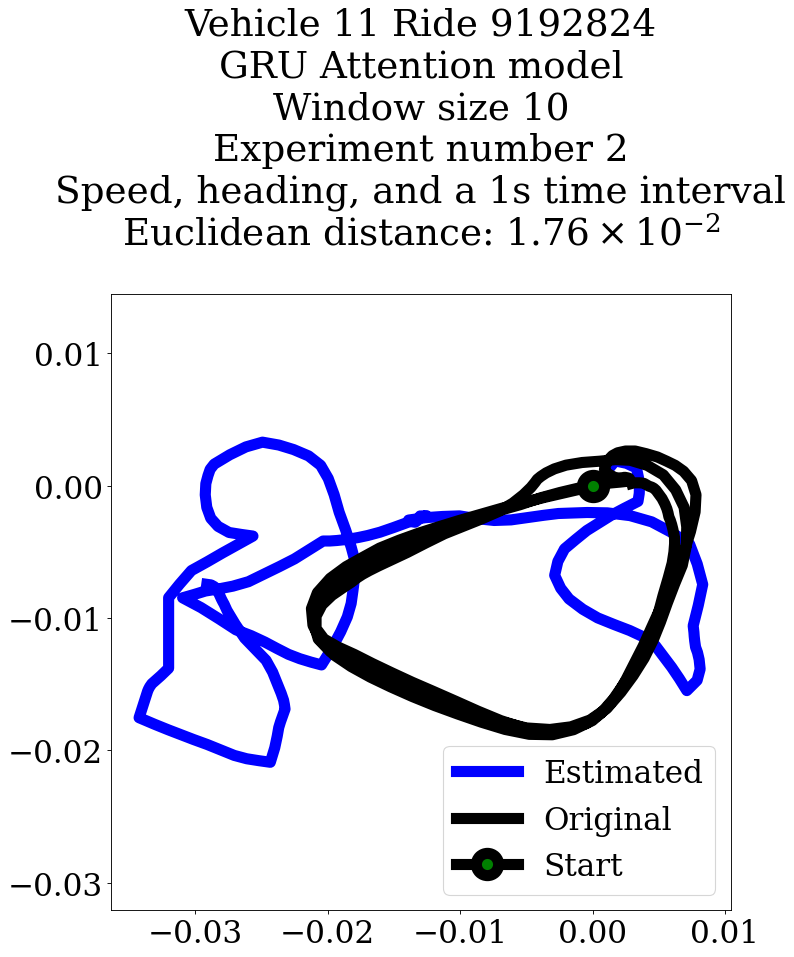 Vehicle 11 Ride 9192824
GRU Attention model
Window size 10
Experiment number 2
Speed, heading, and a 1s time interval
Euclidean distance: 1.76 × 10⁻²
0.01
0.00
−0.01
−0.02
−0.03
Estimated
Original
Start
−0.03 −0.02 −0.01 0.00 0.01